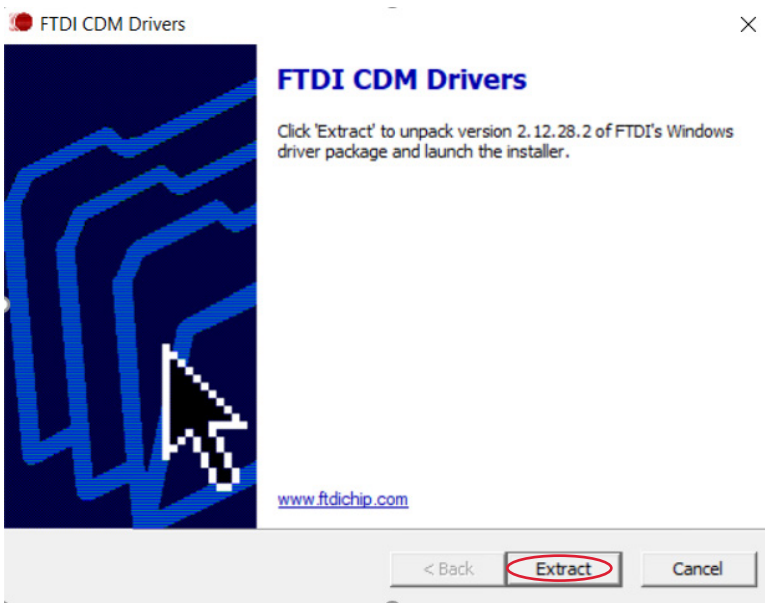 FTDI CDM Drivers
FTDI CDM Drivers
Click 'Extract' to unpack version 2.12.28.2 of FTDI's Windows
driver package and launch the installer.
www.ftdichip.com
< Back
Extract
Cancel